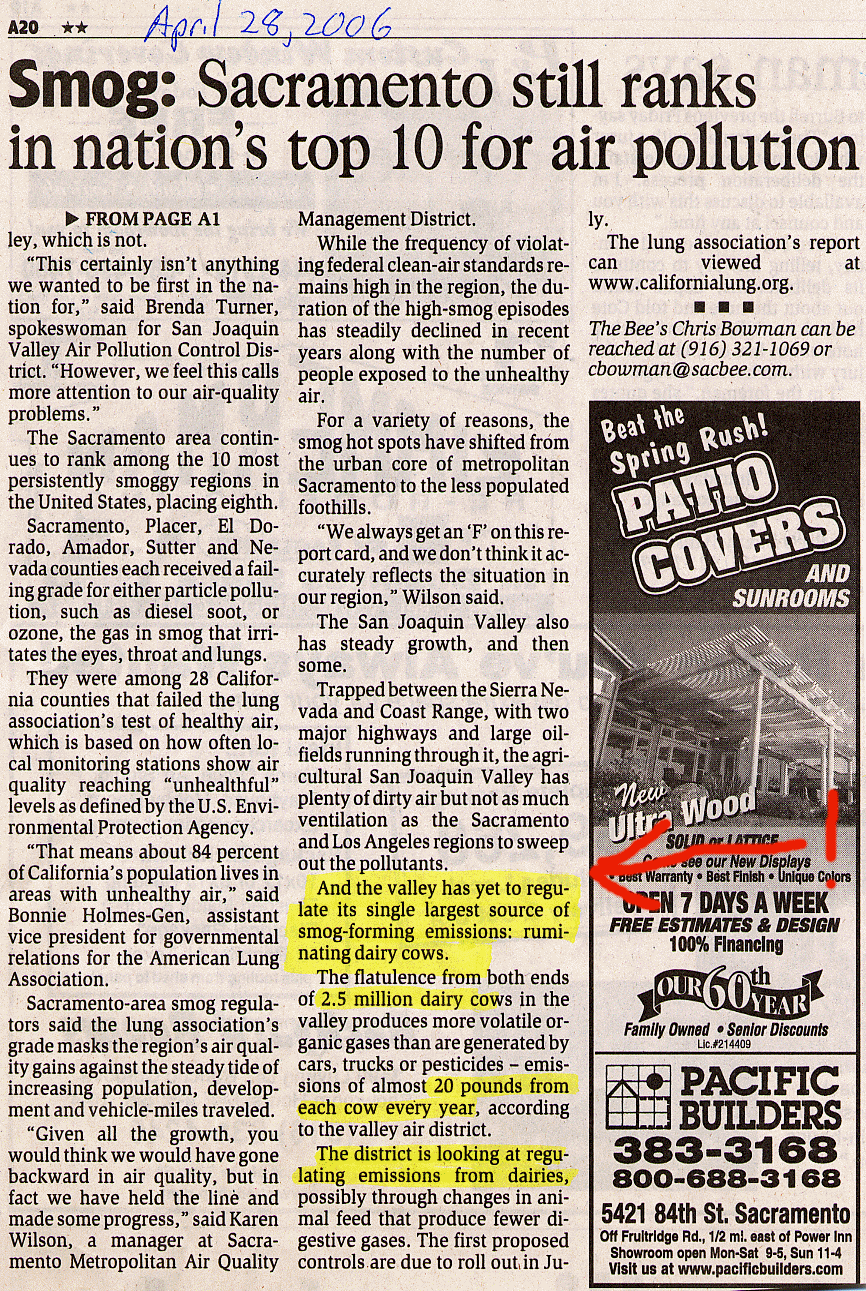 A20 ★★
April 28, 2006
Smog: Sacramento still ranks
in nation's top 10 for air pollution
▶ FROM PAGE A1
ley, which is not.
“This certainly isn't anything
we wanted to be first in the na-
tion for,” said Brenda Turner,
spokeswoman for San Joaquin
Valley Air Pollution Control Dis-
trict. “However, we feel this calls
more attention to our air-quality
problems.”
The Sacramento area contin-
ues to rank among the 10 most
persistently smoggy regions in
the United States, placing eighth.
Sacramento, Placer, El Do-
rado, Amador, Sutter and Ne-
vada counties each received a fail-
ing grade for either particle pollu-
tion, such as diesel soot, or
ozone, the gas in smog that irri-
tates the eyes, throat and lungs.
They were among 28 Califor-
nia counties that failed the lung
association's test of healthy air,
which is based on how often lo-
cal monitoring stations show air
quality reaching “unhealthful”
levels as defined by the U.S. Envi-
ronmental Protection Agency.
“That means about 84 percent
of California's population lives in
areas with unhealthy air,” said
Bonnie Holmes-Gen, assistant
vice president for governmental
relations for the American Lung
Association.
Sacramento-area smog regula-
tors said the lung association's
grade masks the region's air qual-
ity gains against the steady tide of
increasing population, develop-
ment and vehicle-miles traveled.
“Given all the growth, you
would think we would have gone
backward in air quality, but in
fact we have held the line and
made some progress,” said Karen
Wilson, a manager at Sacra-
mento Metropolitan Air Quality
Management District.
While the frequency of violat-
ing federal clean-air standards re-
mains high in the region, the du-
ration of the high-smog episodes
has steadily declined in recent
years along with the number of
people exposed to the unhealthy
air.
For a variety of reasons, the
smog hot spots have shifted from
the urban core of metropolitan
Sacramento to the less populated
foothills.
“We always get an ‘F’ on this re-
port card, and we don't think it ac-
curately reflects the situation in
our region,” Wilson said.
The San Joaquin Valley also
has steady growth, and then
some.
Trapped between the Sierra Ne-
vada and Coast Range, with two
major highways and large oil-
fields running through it, the agri-
cultural San Joaquin Valley has
plenty of dirty air but not as much
ventilation as the Sacramento
and Los Angeles regions to sweep
out the pollutants.
And the valley has yet to regu-
late its single largest source of
smog-forming emissions: rumi-
nating dairy cows.
The flatulence from both ends
of 2.5 million dairy cows in the
valley produces more volatile or-
ganic gases than are generated by
cars, trucks or pesticides – emis-
sions of almost 20 pounds from
each cow every year, according
to the valley air district.
The district is looking at regu-
lating emissions from dairies,
possibly through changes in ani-
mal feed that produce fewer di-
gestive gases. The first proposed
controls are due to roll out in Ju-
ly.
The lung association's report
can viewed at
www.californialung.org.
■ ■ ■
The Bee's Chris Bowman can be
reached at (916) 321-1069 or
cbowman@sacbee.com.
Beat the
Spring Rush!
PATIO
COVERS
AND
SUNROOMS
New
Ultra Wood
!
SOLID or LATTICE
see our New Displays
• Best Warranty • Best Finish • Unique Colors
OPEN 7 DAYS A WEEK
FREE ESTIMATES & DESIGN
100% Financing
OUR 60th YEAR
Family Owned • Senior Discounts
Lic.#214409
PACIFIC
BUILDERS
383-3168
800-688-3168
5421 84th St. Sacramento
Off Fruitridge Rd., 1/2 mi. east of Power Inn
Showroom open Mon-Sat 9-5, Sun 11-4
Visit us at www.pacificbuilders.com